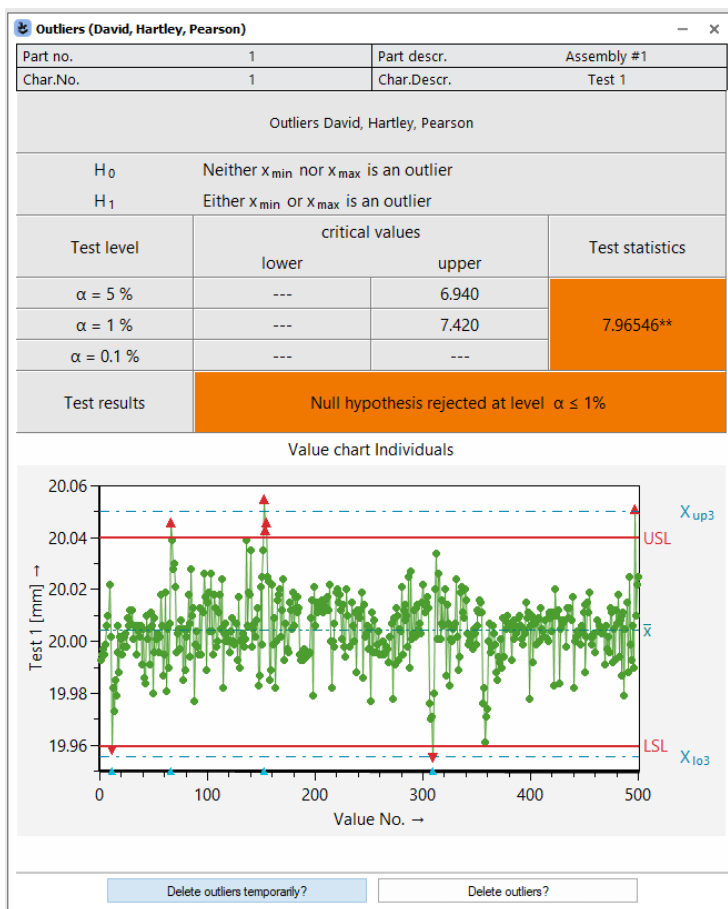 Outliers (David, Hartley, Pearson)
Part no. 1 Part descr. Assembly #1
Char.No. 1 Char.Descr. Test 1
Outliers David, Hartley, Pearson
H0 Neither xmin nor xmax is an outlier
H1 Either xmin or xmax is an outlier
Test level critical values Test statistics
lower upper
α = 5 % --- 6.940
α = 1 % --- 7.420 7.96546**
α = 0.1 % --- ---
Test results Null hypothesis rejected at level α ≤ 1%
Value chart Individuals
20.06
Xup3
20.04 USL
20.02
Test 1 [mm] →
20.00 x̅
19.98
19.96 LSL
Xlo3
0 100 200 300 400 500
Value No. →
Delete outliers temporarily? Delete outliers?